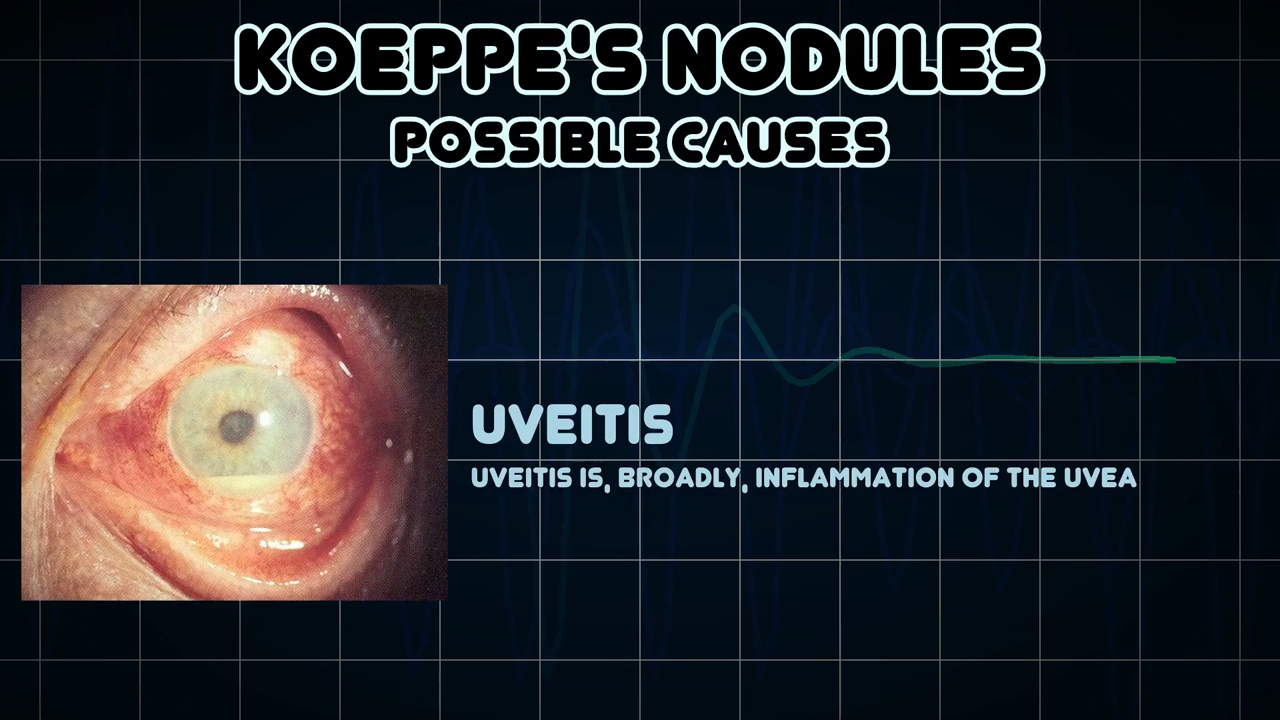 KOEPPE'S NODULES
POSSIBLE CAUSES
UVEITIS
UVEITIS IS, BROADLY, INFLAMMATION OF THE UVEA